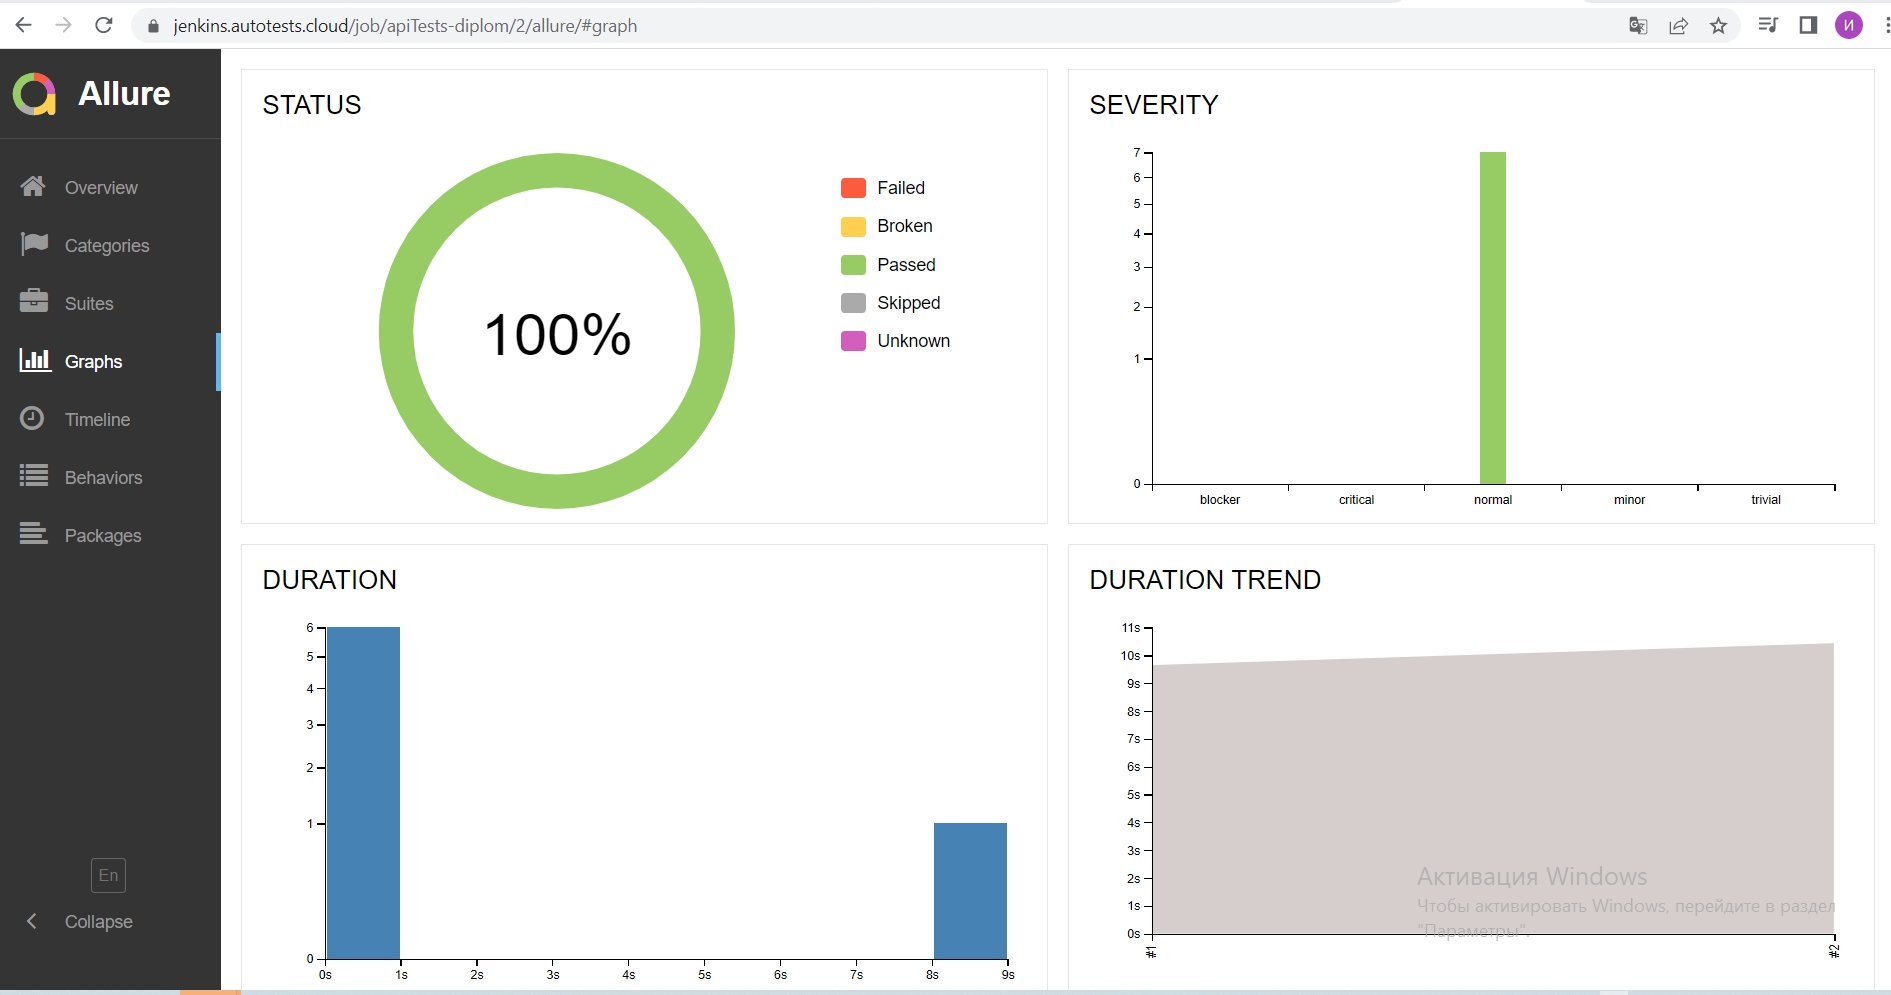 jenkins.autotests.cloud/job/apiTests-diplom/2/allure/#graph
И
Allure
Overview
Categories
Suites
Graphs
Timeline
Behaviors
Packages
En
Collapse
STATUS
100%
Failed
Broken
Passed
Skipped
Unknown
SEVERITY
7
6
5
4
3
2
1
0
blocker critical normal minor trivial
DURATION
6
5
4
3
2
1
0
0s 1s 2s 3s 4s 5s 6s 7s 8s 9s
DURATION TREND
11s
10s
9s
8s
7s
6s
5s
4s
3s
2s
1s
0s
#1 #2
Активация Windows
Чтобы активировать Windows, перейдите в раздел
"Параметры".